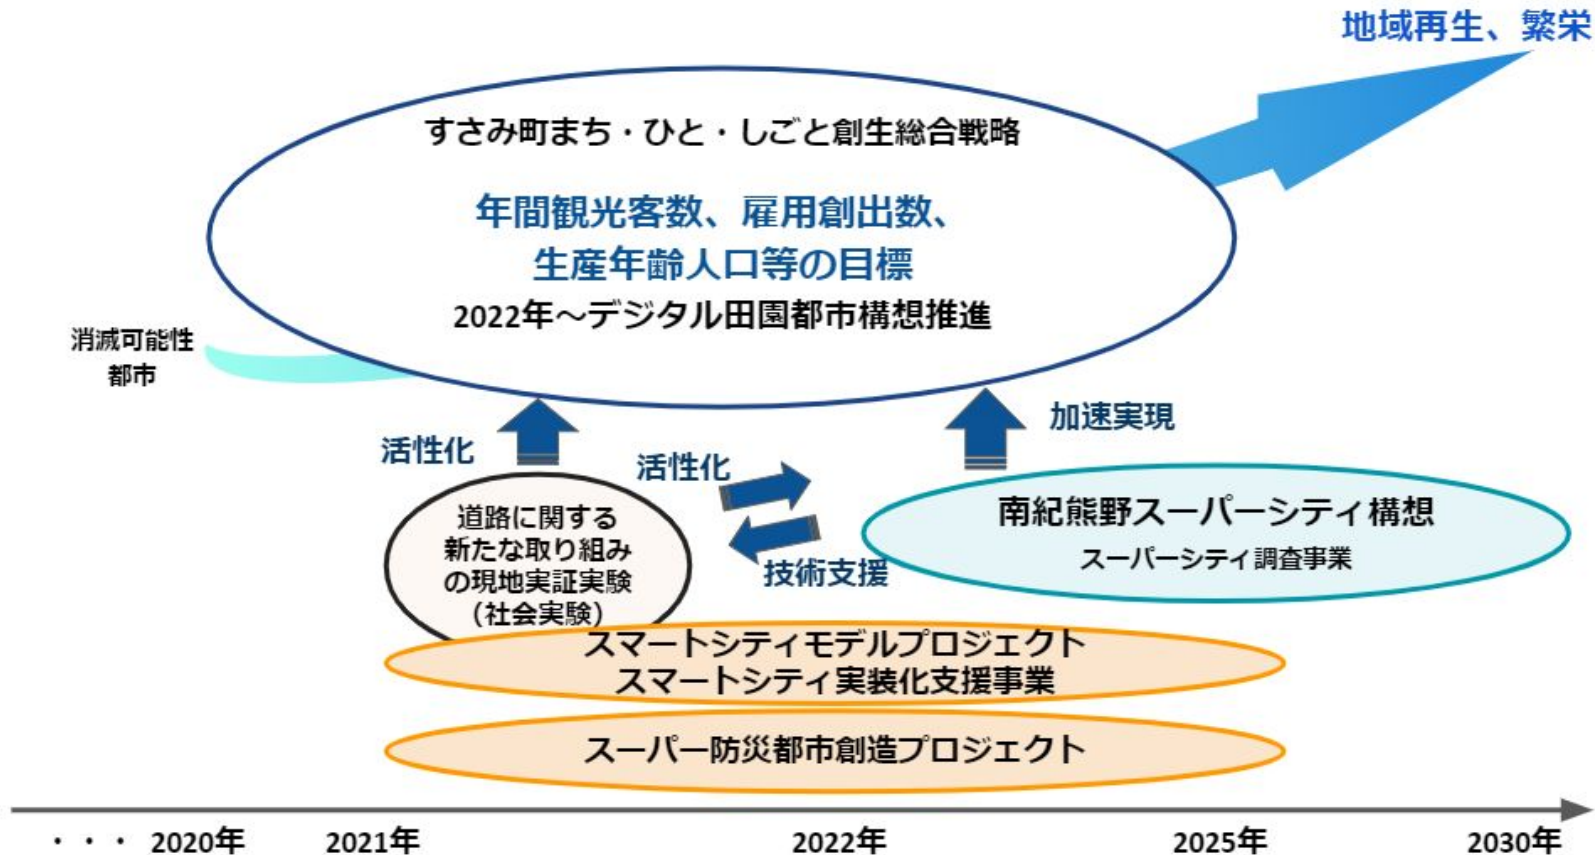 地域再生、繁栄
すさみ町まち・ひと・しごと創生総合戦略
年間観光客数、雇用創出数、
生産年齢人口等の目標
2022年～デジタル田園都市構想推進
消滅可能性
都市
活性化
活性化
加速実現
技術支援
道路に関する
新たな取り組み
の現地実証実験
（社会実験）
南紀熊野スーパーシティ構想
スーパーシティ調査事業
スマートシティモデルプロジェクト
スマートシティ実装化支援事業
スーパー防災都市創造プロジェクト
・・・ 2020年 2021年 2022年 2025年 2030年